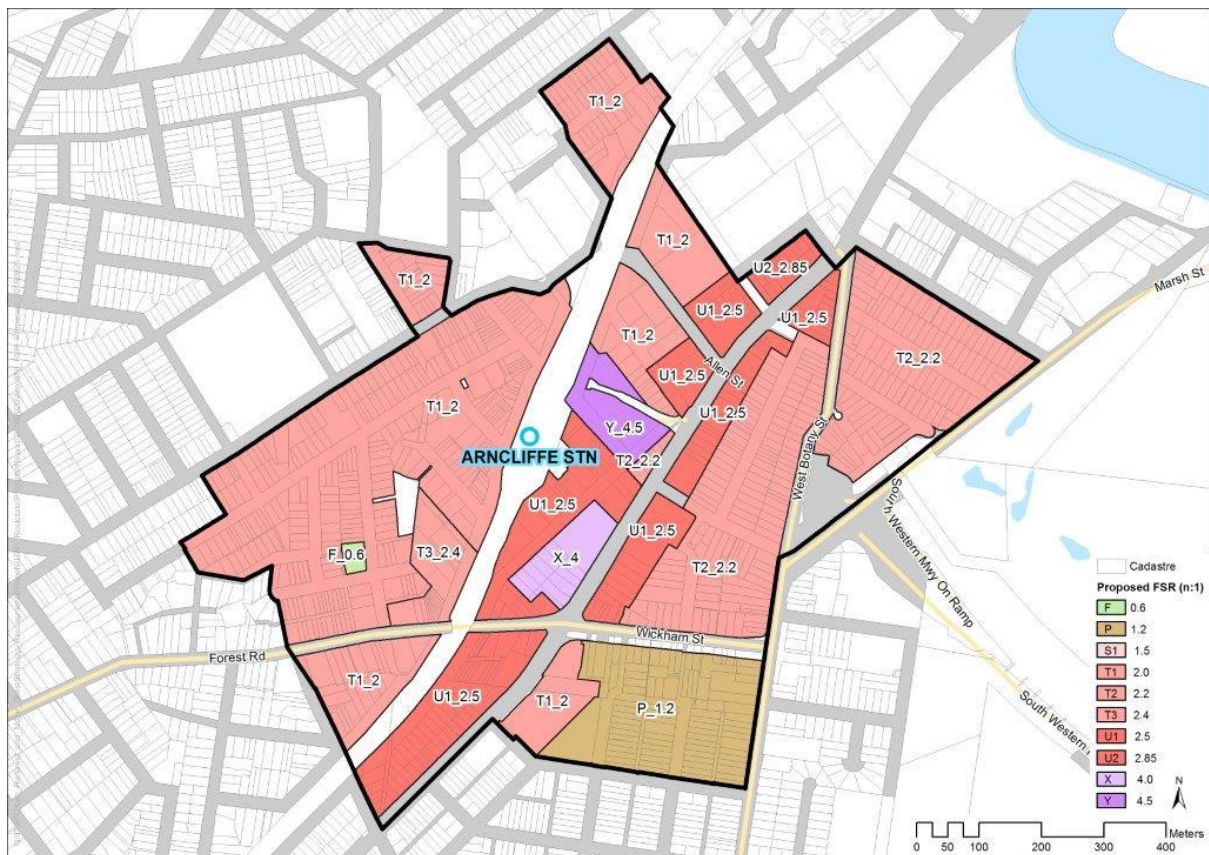 T1_2
T1_2
T1_2
U2_2.85
U1_2.5
U1_2.5
T1_2
T2_2.2
Allen St
U1_2.5
U1_2.5
T1_2
Y_4.5
ARNCLIFFE STN
T2_2.2
West Botany St
Marsh St
U1_2.5
U1_2.5
F_0.6
T3_2.4
X_4
T2_2.2
South Western Mwy On Ramp
Wickham St
Forest Rd
T1_2
U1_2.5
T1_2
P_1.2
South Western
Cadastre
Proposed FSR (n:1)
F 0.6
P 1.2
S1 1.5
T1 2.0
T2 2.2
T3 2.4
U1 2.5
U2 2.85
X 4.0
Y 4.5
N
Meters
0 50 100 200 300 400